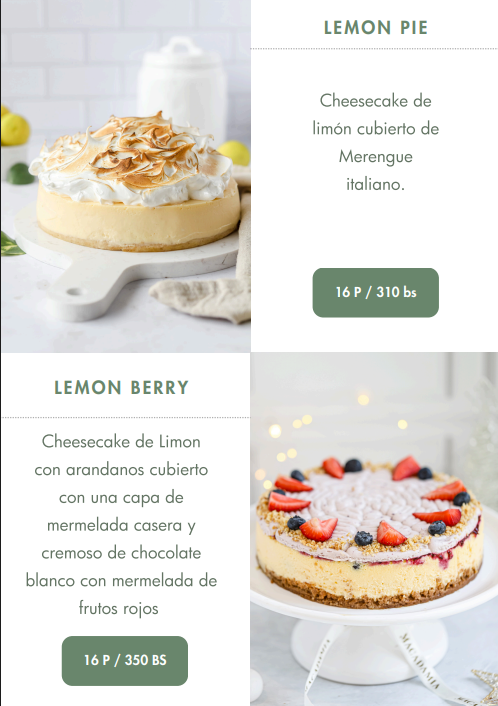 LEMON PIE
Cheesecake de
limón cubierto de
Merengue
italiano.
16 P / 310 bs
LEMON BERRY
Cheesecake de Limon
con arandanos cubierto
con una capa de
mermelada casera y
cremoso de chocolate
blanco con mermelada de
frutos rojos
16 P / 350 BS
MACADAMIA